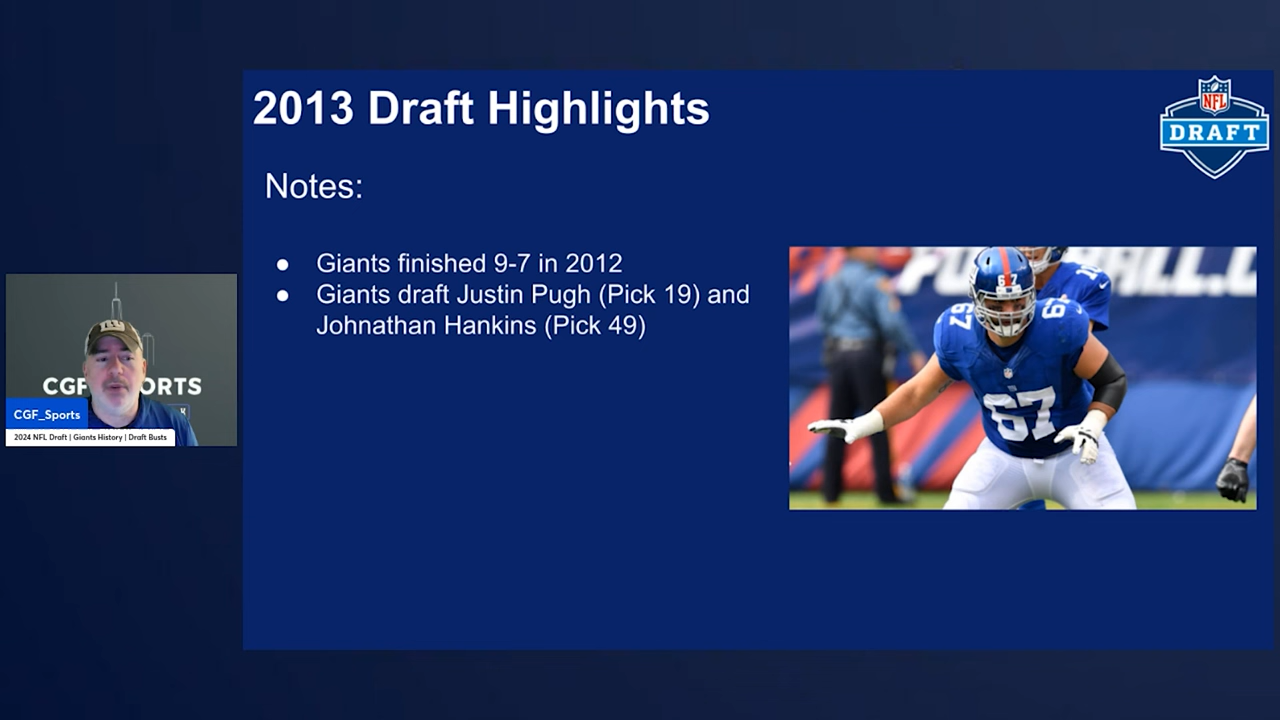 2013 Draft Highlights
NFL
DRAFT
Notes:
● Giants finished 9-7 in 2012
● Giants draft Justin Pugh (Pick 19) and
Johnathan Hankins (Pick 49)
67
67
67
CGF_Sports
2024 NFL Draft | Giants History | Draft Busts